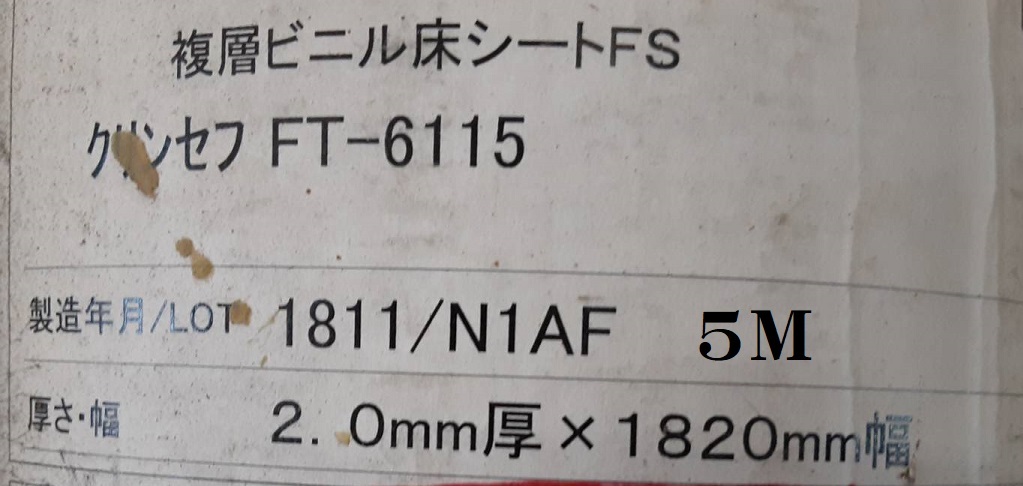 複層ビニル床シートFS
クリンセフ FT-6115
製造年月/LOT 1811/N1AF 5M
厚さ・幅 2.0mm厚×1820mm幅